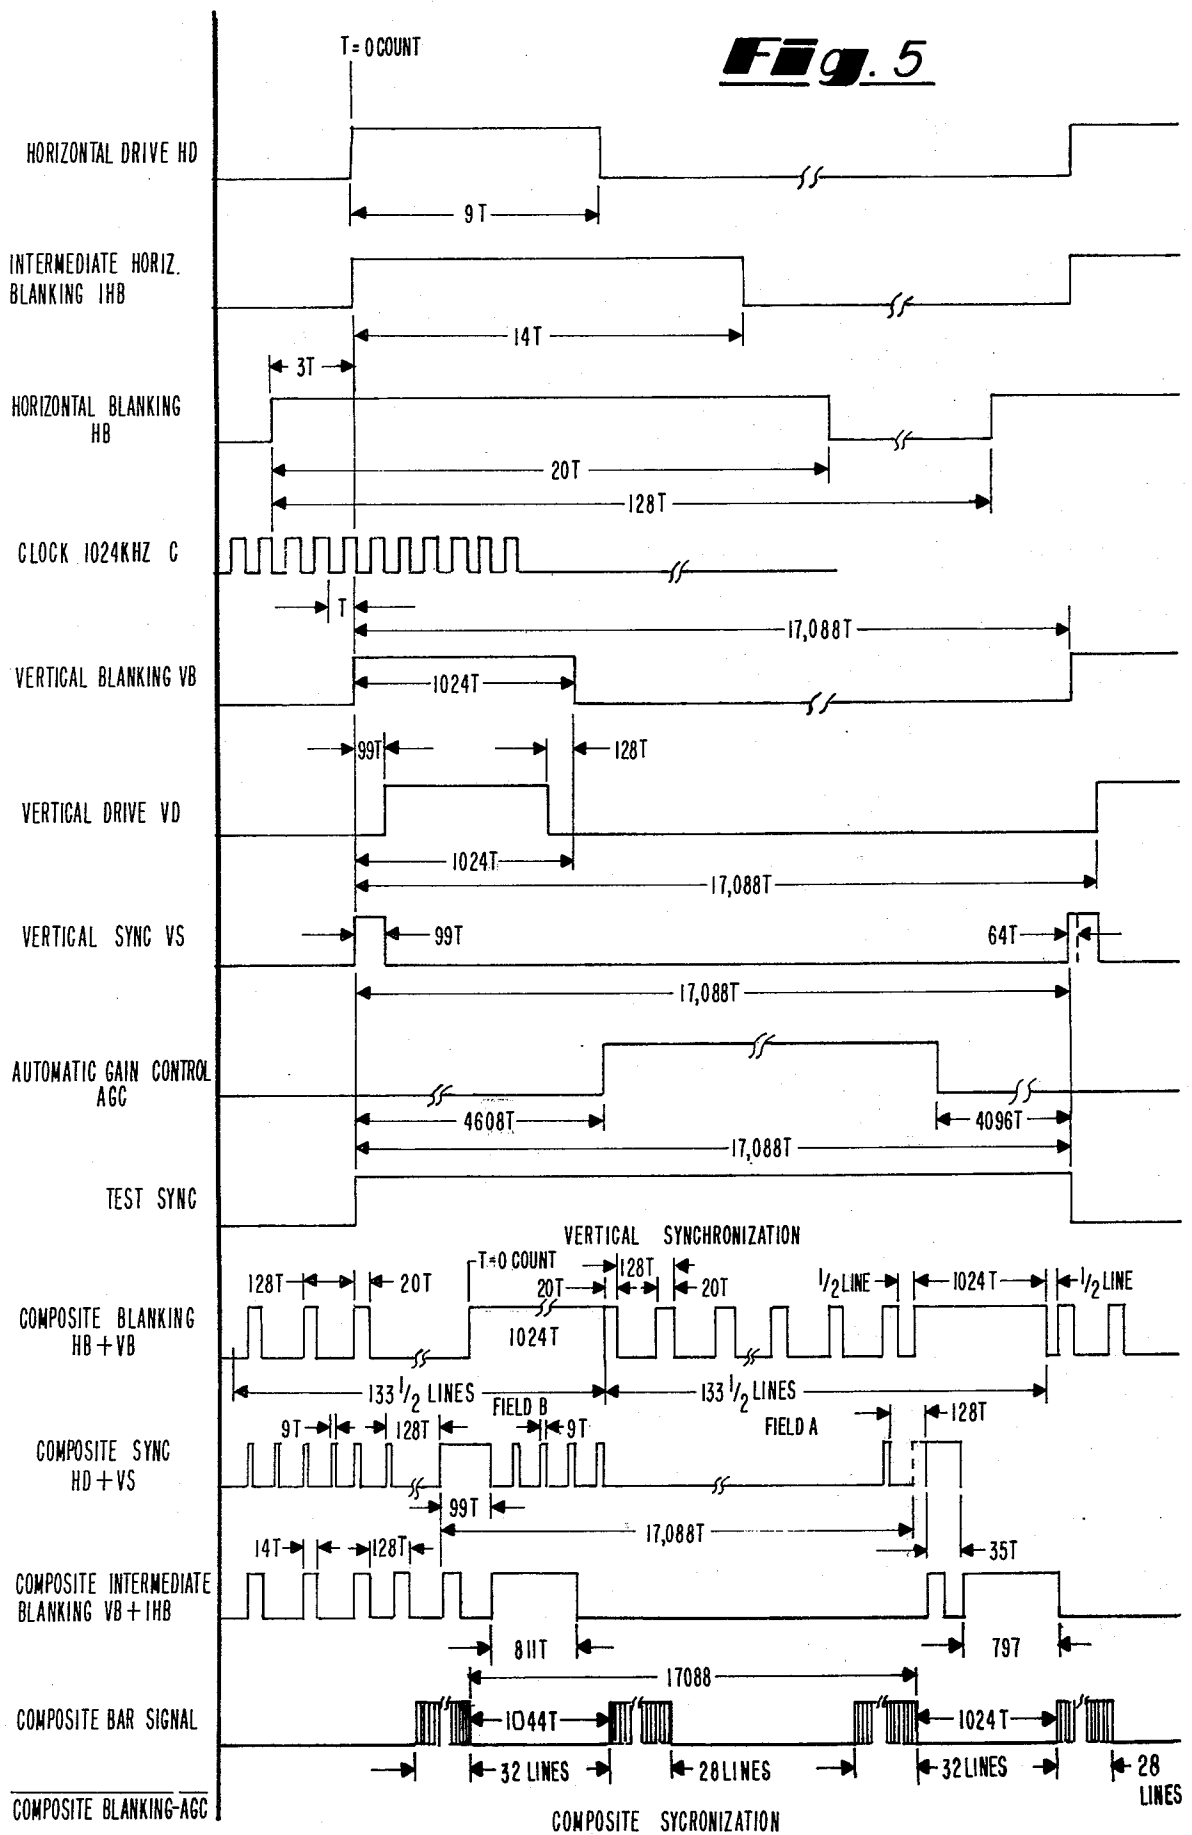 Fig. 5
T=0 COUNT
HORIZONTAL DRIVE HD
9T
INTERMEDIATE HORIZ.
BLANKING IHB
14T
3T
HORIZONTAL BLANKING
HB
20T
128T
CLOCK 1024KHZ C
T
17,088T
VERTICAL BLANKING VB
1024T
99T
128T
VERTICAL DRIVE VD
1024T
17,088T
VERTICAL SYNC VS
99T
64T
17,088T
AUTOMATIC GAIN CONTROL
AGC
4608T
4096T
17,088T
TEST SYNC
VERTICAL SYNCHRONIZATION
T=0 COUNT
128T
20T
20T
128T
20T
1/2 LINE
1024T
1/2 LINE
COMPOSITE BLANKING
HB+VB
1024T
133 1/2 LINES
133 1/2 LINES
FIELD B
FIELD A
9T
128T
9T
128T
COMPOSITE SYNC
HD+VS
99T
17,088T
35T
14T
128T
COMPOSITE INTERMEDIATE
BLANKING VB+IHB
811T
797
17088
COMPOSITE BAR SIGNAL
1044T
1024T
32 LINES
28 LINES
32 LINES
28
LINES
COMPOSITE BLANKING-AGC
COMPOSITE SYCRONIZATION